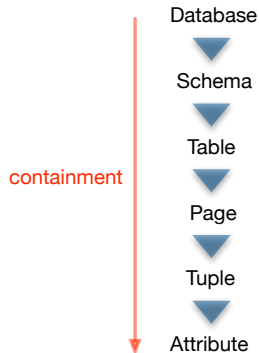 Database
Schema
Table
containment
Page
Tuple
Attribute